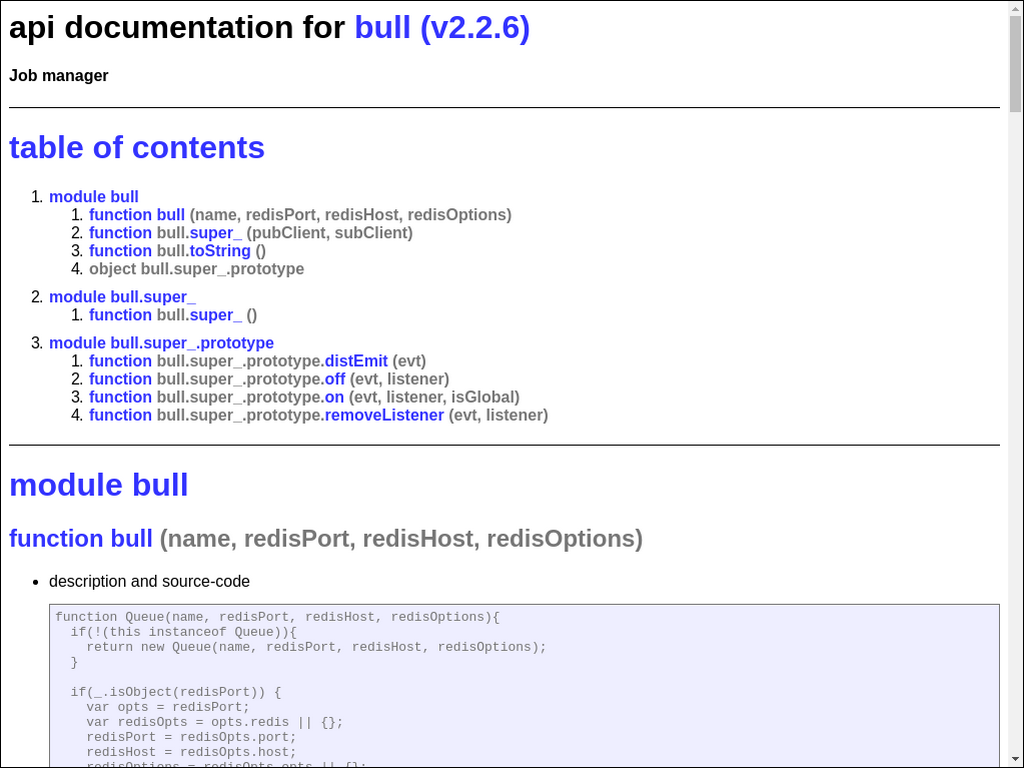 api documentation for bull (v2.2.6)
Job manager
table of contents
1. module bull
1. function bull (name, redisPort, redisHost, redisOptions)
2. function bull.super_ (pubClient, subClient)
3. function bull.toString ()
4. object bull.super_.prototype
2. module bull.super_
1. function bull.super_ ()
3. module bull.super_.prototype
1. function bull.super_.prototype.distEmit (evt)
2. function bull.super_.prototype.off (evt, listener)
3. function bull.super_.prototype.on (evt, listener, isGlobal)
4. function bull.super_.prototype.removeListener (evt, listener)
module bull
function bull (name, redisPort, redisHost, redisOptions)
• description and source-code
function Queue(name, redisPort, redisHost, redisOptions){
  if(!(this instanceof Queue)){
    return new Queue(name, redisPort, redisHost, redisOptions);
  }
  if(_.isObject(redisPort)) {
    var opts = redisPort;
    var redisOpts = opts.redis || {};
    redisPort = redisOpts.port;
    redisHost = redisOpts.host;
    redisOptions = redisOpts.opts || {};